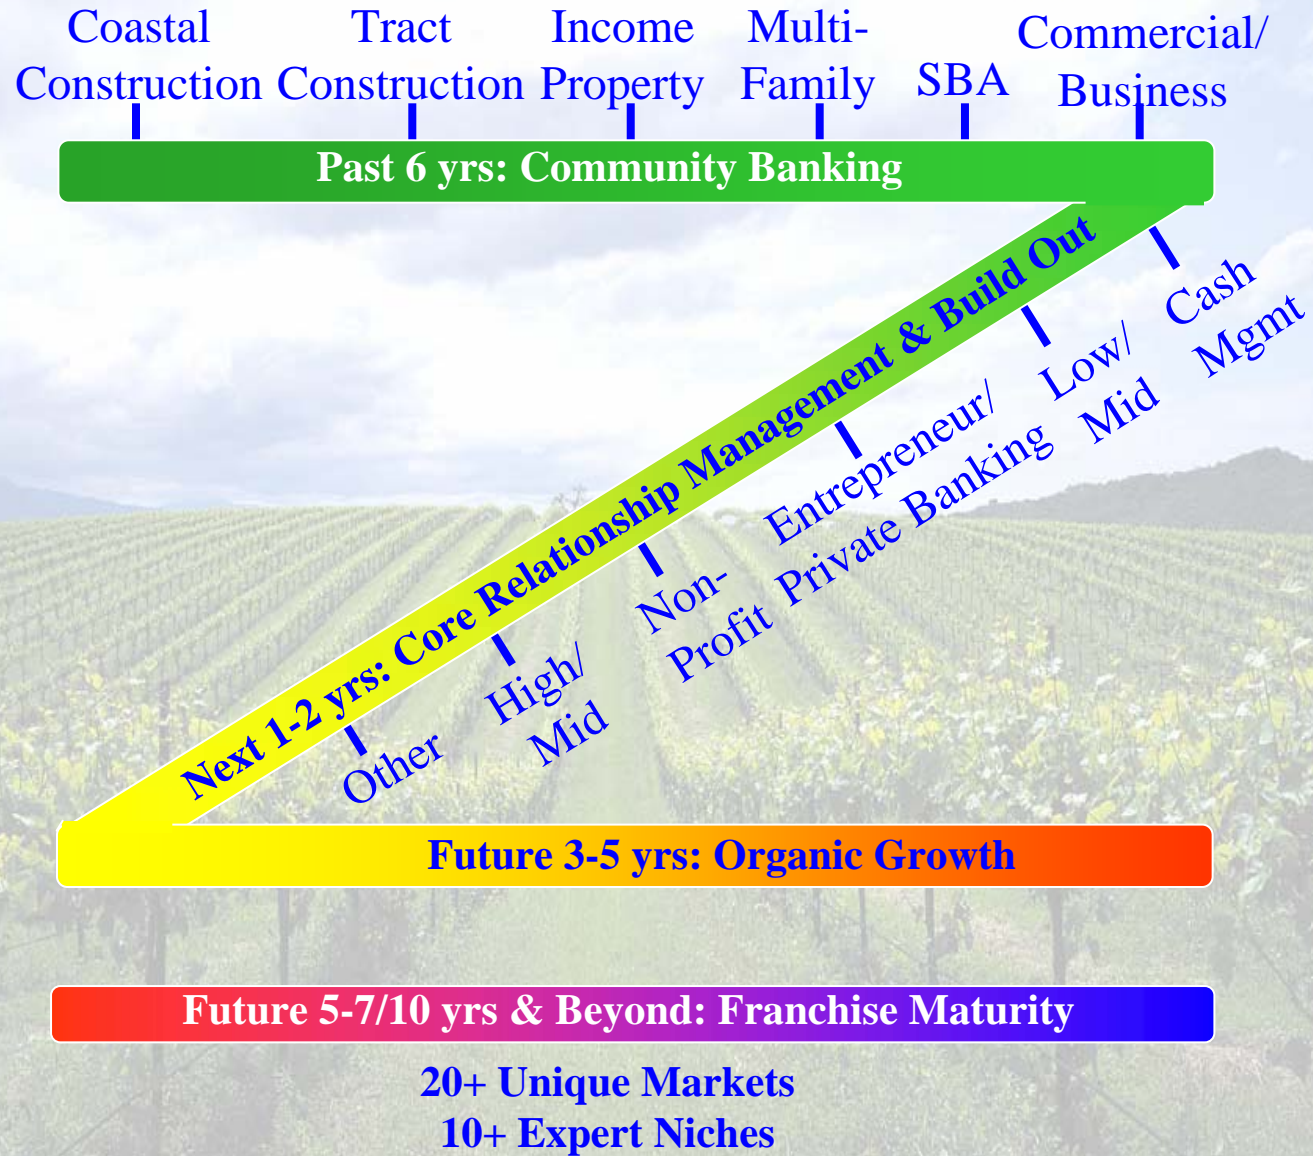 Coastal
Construction
Tract
Construction
Income
Property
Multi-
Family
SBA
Commercial/
Business
Past 6 yrs: Community Banking
Next 1-2 yrs: Core Relationship Management & Build Out
Cash
Mgmt
Low/
Mid
Entrepreneur/
Private Banking
Non-
Profit
High/
Mid
Other
Future 3-5 yrs: Organic Growth
Future 5-7/10 yrs & Beyond: Franchise Maturity
20+ Unique Markets
10+ Expert Niches